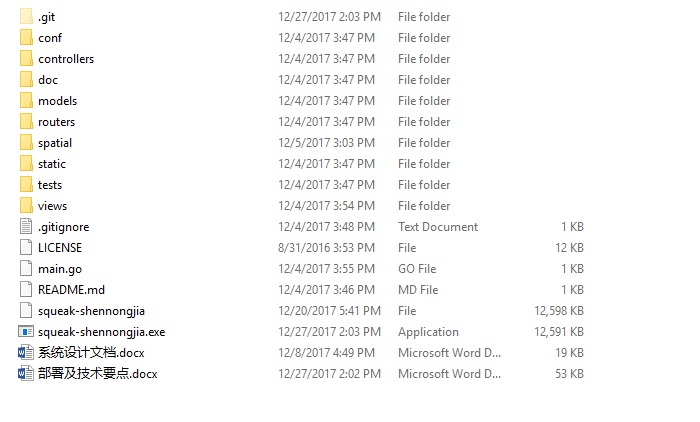 .git 12/27/2017 2:03 PM File folder
conf 12/4/2017 3:47 PM File folder
controllers 12/4/2017 3:47 PM File folder
doc 12/4/2017 3:47 PM File folder
models 12/4/2017 3:47 PM File folder
routers 12/4/2017 3:47 PM File folder
spatial 12/5/2017 3:03 PM File folder
static 12/4/2017 3:47 PM File folder
tests 12/4/2017 3:47 PM File folder
views 12/4/2017 3:54 PM File folder
.gitignore 12/4/2017 3:48 PM Text Document 1 KB
LICENSE 8/31/2016 3:53 PM File 12 KB
main.go 12/4/2017 3:55 PM GO File 1 KB
README.md 12/4/2017 3:46 PM MD File 1 KB
squeak-shennongjia 12/20/2017 5:41 PM File 12,598 KB
squeak-shennongjia.exe 12/27/2017 2:03 PM Application 12,591 KB
系统设计文档.docx 12/8/2017 4:49 PM Microsoft Word D... 19 KB
部署及技术要点.docx 12/27/2017 2:02 PM Microsoft Word D... 53 KB